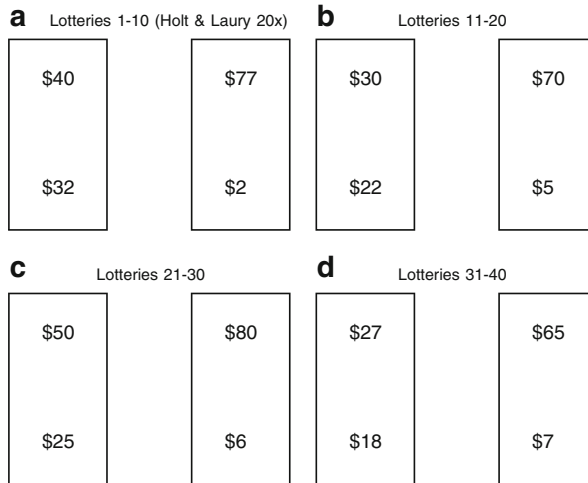 a Lotteries 1-10 (Holt & Laury 20x)
$40 $77
$32 $2
b Lotteries 11-20
$30 $70
$22 $5
c Lotteries 21-30
$50 $80
$25 $6
d Lotteries 31-40
$27 $65
$18 $7